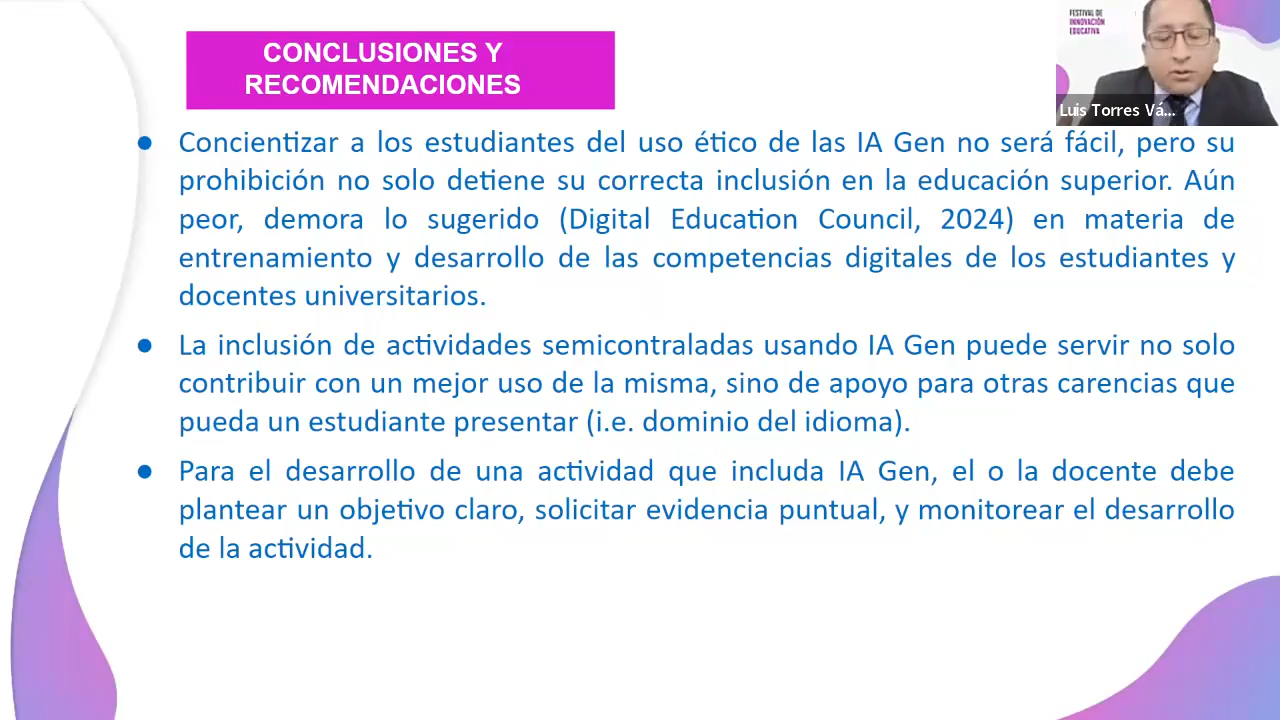 CONCLUSIONES Y
RECOMENDACIONES
FESTIVAL DE
INNOVACIÓN
EDUCATIVA
Luis Torres Vá...
● Concientizar a los estudiantes del uso ético de las IA Gen no será fácil, pero su
prohibición no solo detiene su correcta inclusión en la educación superior. Aún
peor, demora lo sugerido (Digital Education Council, 2024) en materia de
entrenamiento y desarrollo de las competencias digitales de los estudiantes y
docentes universitarios.
● La inclusión de actividades semicontraladas usando IA Gen puede servir no solo
contribuir con un mejor uso de la misma, sino de apoyo para otras carencias que
pueda un estudiante presentar (i.e. dominio del idioma).
● Para el desarrollo de una actividad que includa IA Gen, el o la docente debe
plantear un objetivo claro, solicitar evidencia puntual, y monitorear el desarrollo
de la actividad.